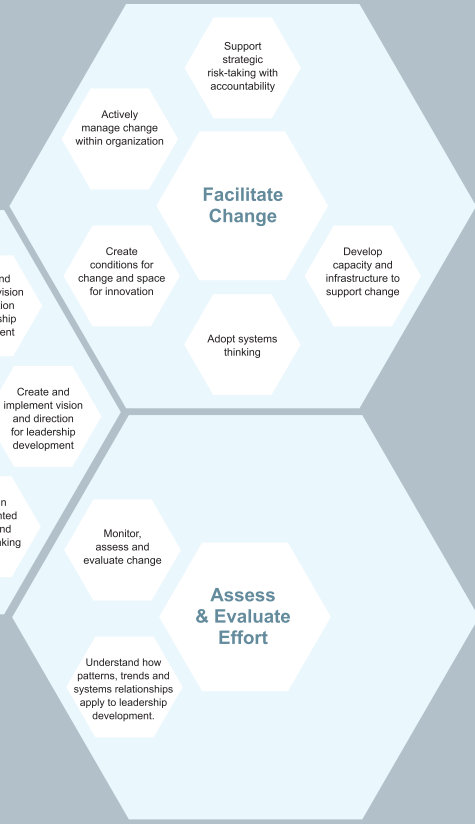 Support
strategic
risk-taking with
accountability
Actively
manage change
within organization
Facilitate
Change
Create
conditions for
change and space
for innovation
Develop
capacity and
infrastructure to
support change
Adopt systems
thinking
Create and
implement vision
and direction
for leadership
development
Monitor,
assess and
evaluate change
Assess
& Evaluate
Effort
Understand how
patterns, trends and
systems relationships
apply to leadership
development.